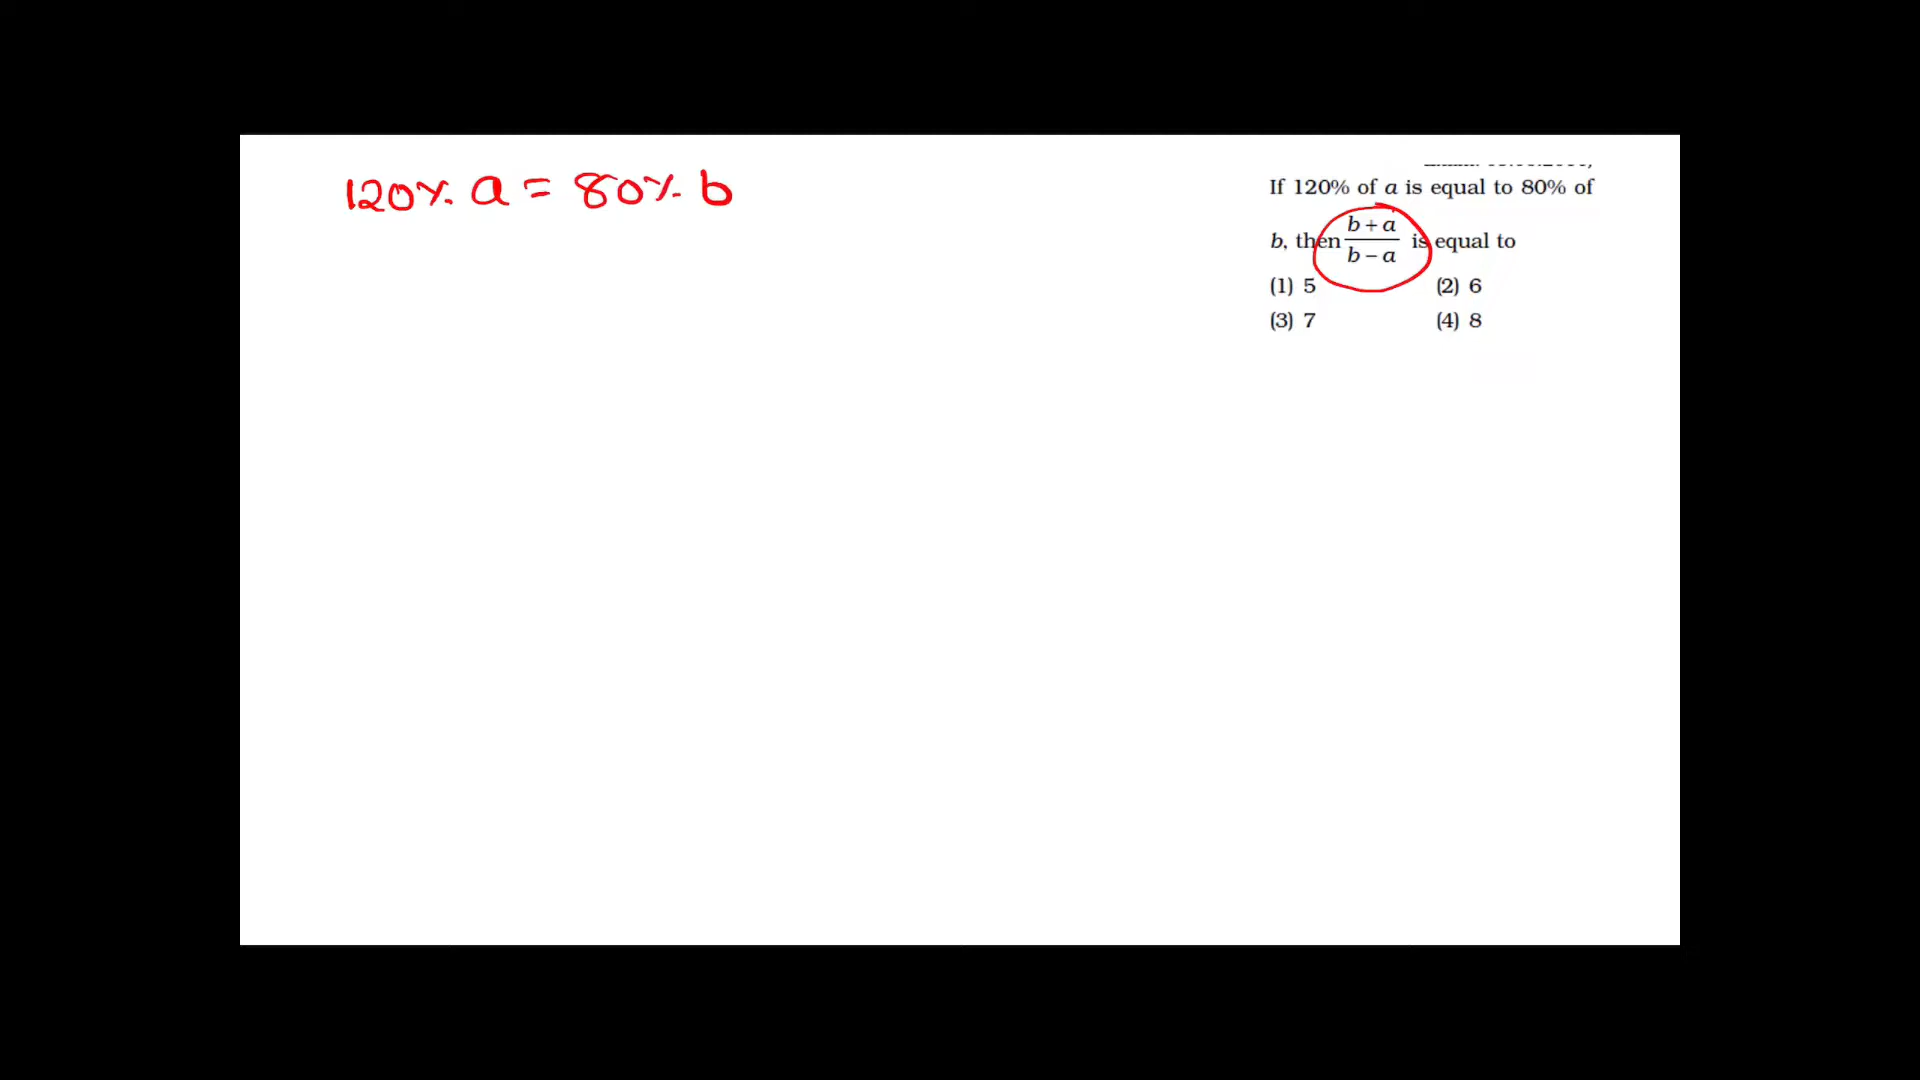 120% a = 80% b
If 120% of a is equal to 80% of
b, then \frac{b + a}{b – a} is equal to
(1) 5 (2) 6
(3) 7 (4) 8